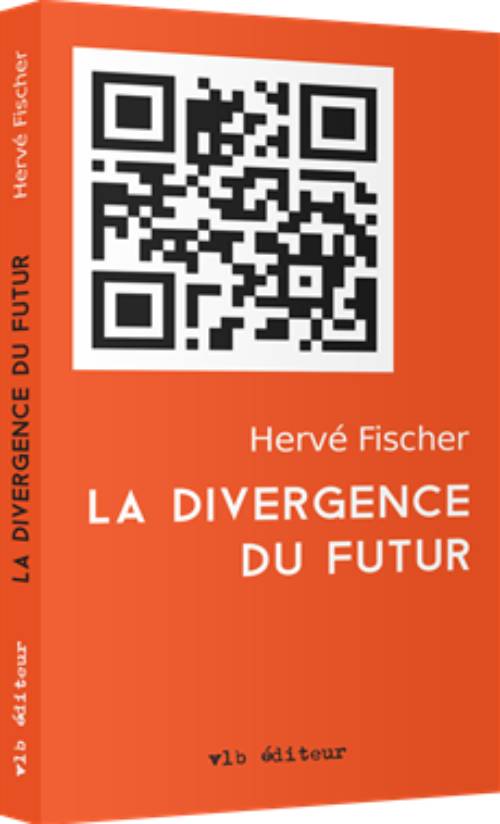 Hervé Fischer
LA DIVERGENCE
DU FUTUR
vlb éditeur
Hervé Fischer
LA DIVERGENCE DU FUTUR
vlb éditeur